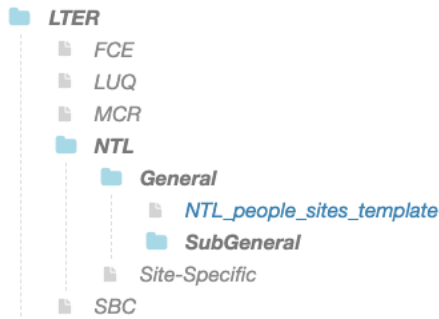 LTER
FCE
LUQ
MCR
NTL
General
NTL_people_sites_template
SubGeneral
Site-Specific
SBC